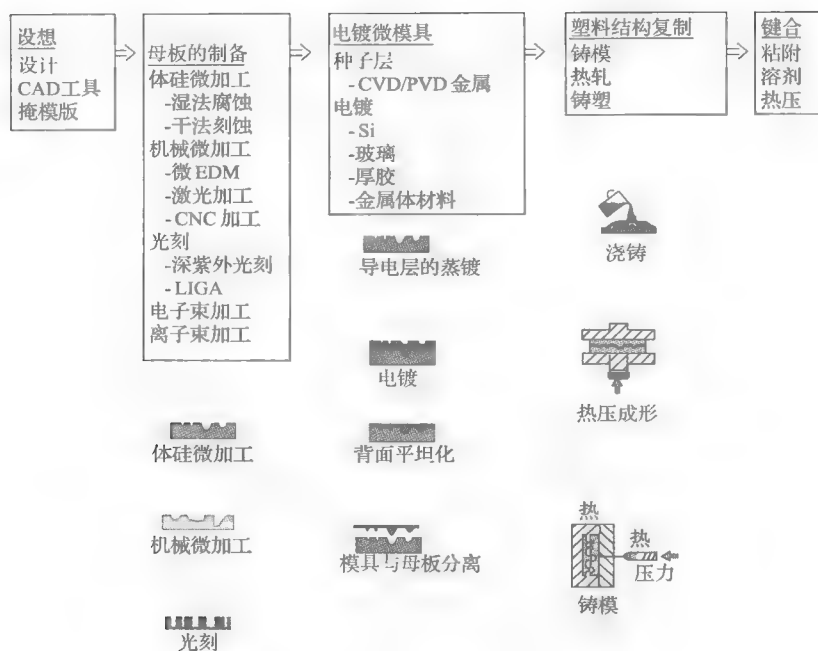 设想
设计
CAD工具
掩模版
母板的制备
体硅微加工
-湿法腐蚀
-干法刻蚀
机械微加工
-微EDM
-激光加工
-CNC加工
光刻
-深紫外光刻
-LIGA
电子束加工
离子束加工
电镀微模具
种子层
-CVD/PVD金属
电镀
-Si
-玻璃
-厚胶
-金属体材料
塑料结构复制
铸模
热轧
铸塑
键合
粘附
溶剂
热压
体硅微加工
机械微加工
光刻
导电层的蒸镀
电镀
背面平坦化
模具与母板分离
浇铸
热压成形
热
热
压力
铸模